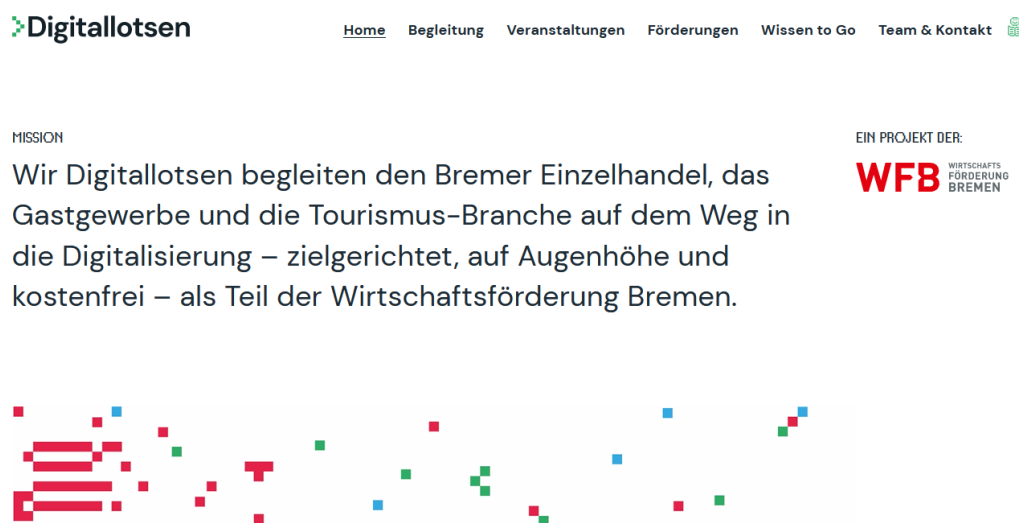 Digitallotsen
Home Begleitung Veranstaltungen Förderungen Wissen to Go Team & Kontakt
MISSION
Wir Digitallotsen begleiten den Bremer Einzelhandel, das
Gastgewerbe und die Tourismus-Branche auf dem Weg in
die Digitalisierung – zielgerichtet, auf Augenhöhe und
kostenfrei – als Teil der Wirtschaftsförderung Bremen.
EIN PROJEKT DER:
WFB
WIRTSCHAFTS
FÖRDERUNG
BREMEN